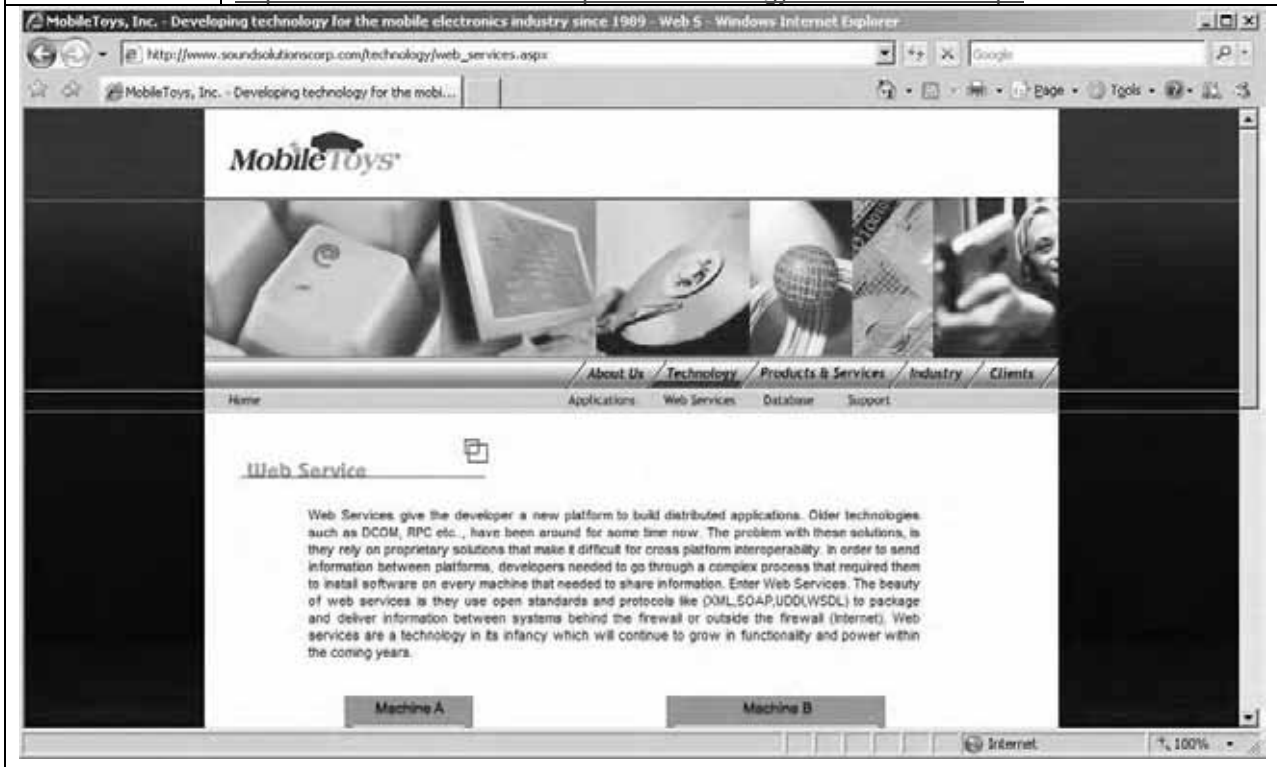 MobileToys, Inc. - Developing technology for the mobile electronics industry since 1989 - Web S - Windows Internet Explorer
http://www.soundsolutionscorp.com/technology/web_services.aspx
Google
MobileToys, Inc. - Developing technology for the mobi...
Page
Tools
MobileToys
@
About Us
Technology
Products & Services
Industry
Clients
Home
Applications
Web Services
Database
Support
Web Service
Web Services give the developer a new platform to build distributed applications. Older technologies
such as DCOM, RPC etc.., have been around for some time now. The problem with these solutions, is
they rely on proprietary solutions that make it difficult for cross platform interoperability. In order to send
information between platforms, developers needed to go through a complex process that required them
to install software on every machine that needed to share information. Enter Web Services. The beauty
of web services is they use open standards and protocols like (XML,SOAP,UDDI,WSDL) to package
and deliver information between systems behind the firewall or outside the firewall (Internet). Web
services are a technology in its infancy which will continue to grow in functionality and power within
the coming years.
Machine A
Machine B
Internet
100%